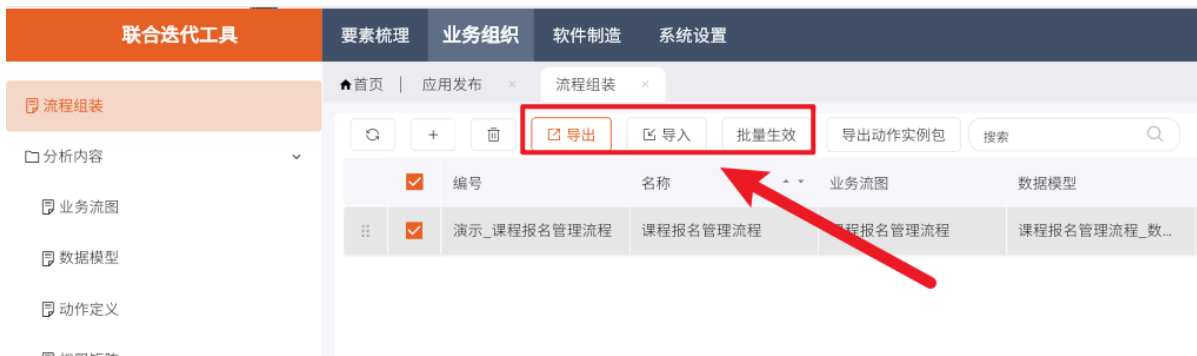 联合迭代工具
要素梳理 业务组织 软件制造 系统设置
首页 | 应用发布 × 流程组装 ×
流程组装
分析内容
业务流图
数据模型
动作定义
+ 导出 导入 批量生效 导出动作实例包 搜索
编号 名称 业务流图 数据模型
演示_课程报名管理流程 课程报名管理流程 课程报名管理流程 课程报名管理流程_数...